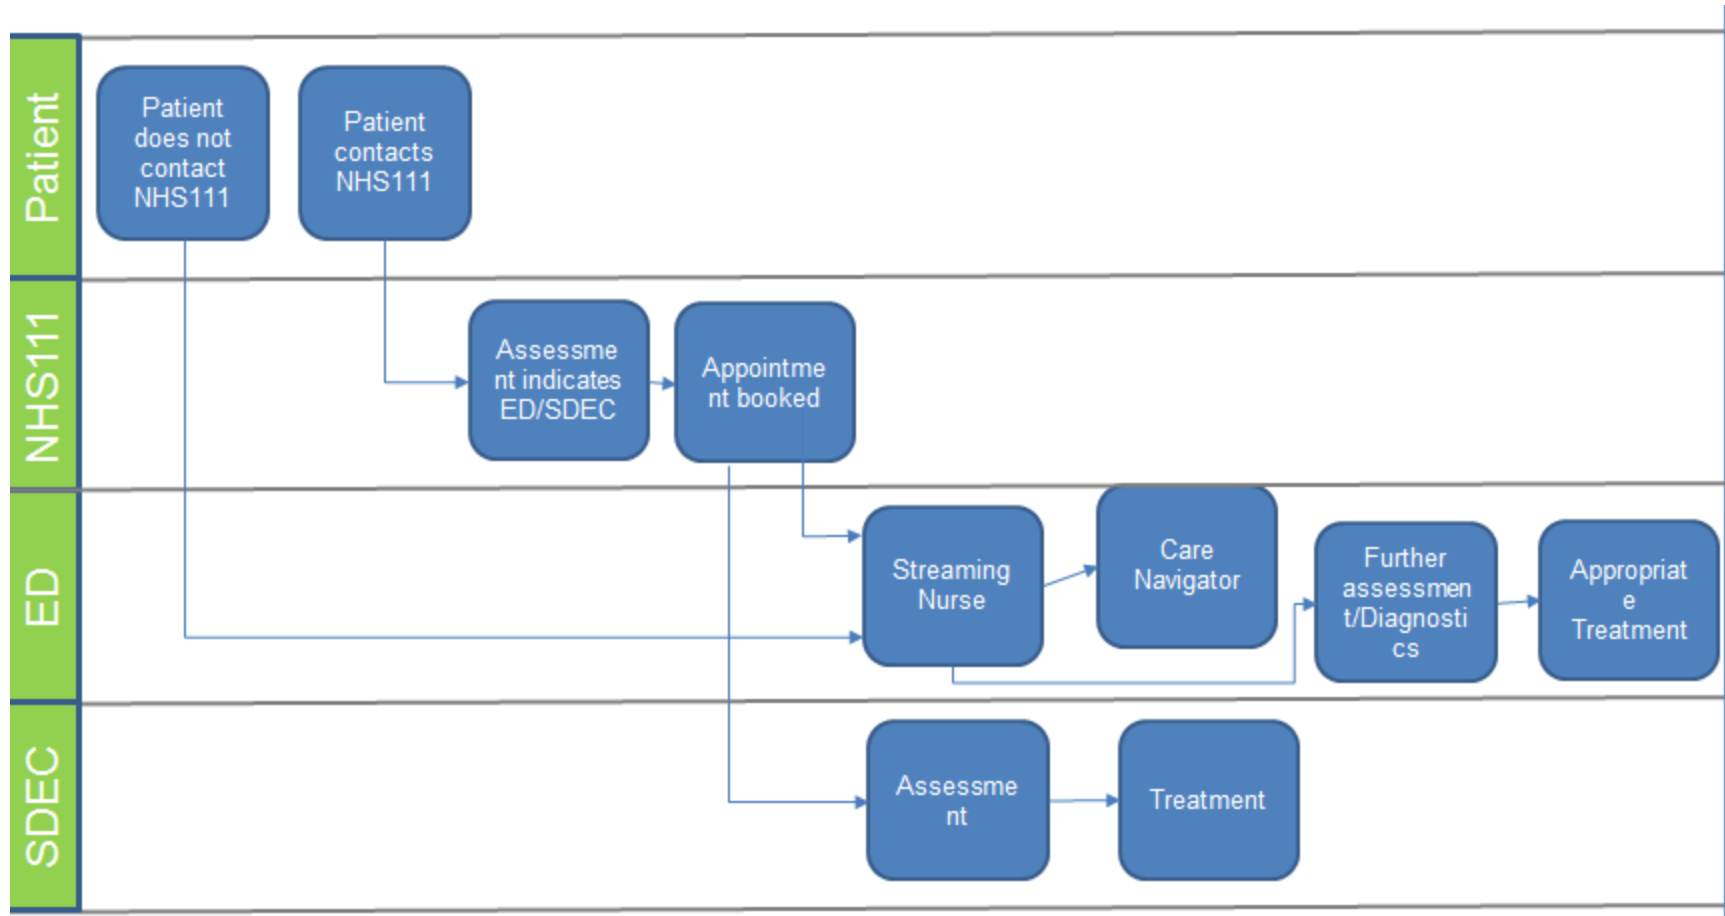 Patient
Patient
does not
contact
NHS111
Patient
contacts
NHS111
NHS111
Assessme
nt indicates
ED/SDEC
Appointme
nt booked
ED
Streaming
Nurse
Care
Navigator
Further
assessmen
t/Diagnosti
cs
Appropriat
e
Treatment
SDEC
Assessme
nt
Treatment